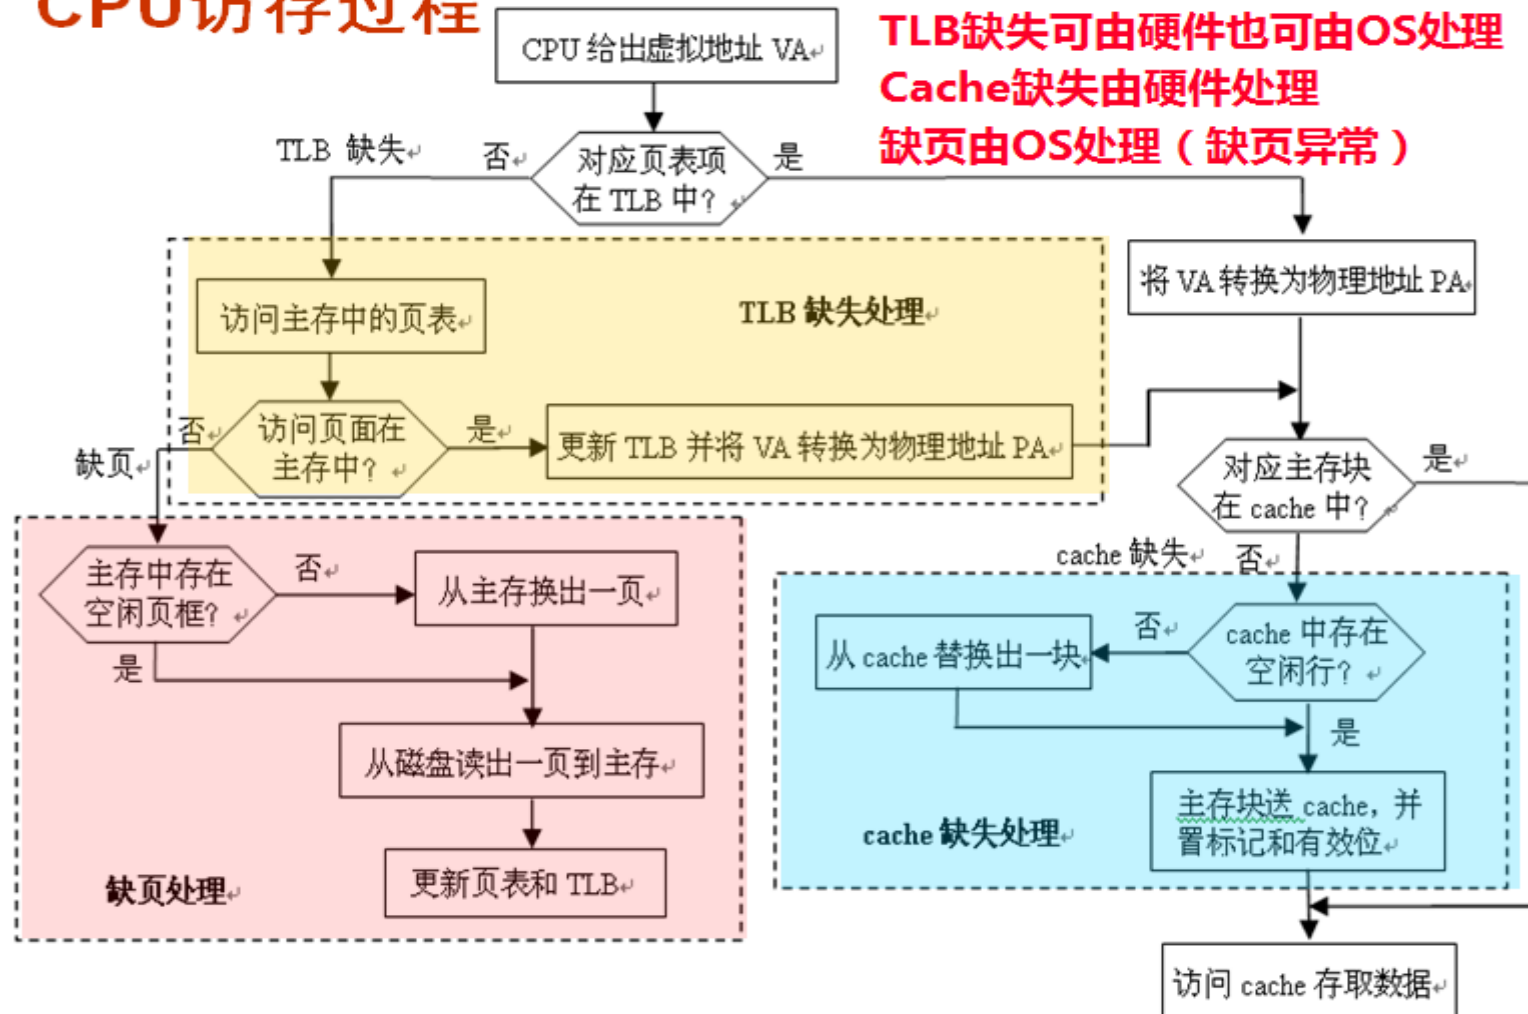 CPU访存过程
TLB缺失可由硬件也可由OS处理
Cache缺失由硬件处理
缺页由OS处理（缺页异常）
CPU 给出虚拟地址 VA
TLB 缺失
否
对应页表项
在 TLB 中？
是
将 VA 转换为物理地址 PA
访问主存中的页表
TLB 缺失处理
访问页面在
主存中？
否
缺页
是
更新 TLB 并将 VA 转换为物理地址 PA
对应主存块
在 cache 中？
是
cache 缺失
否
主存中存在
空闲页框？
否
从主存换出一页
是
从磁盘读出一页到主存
更新页表和 TLB
缺页处理
cache 中存在
空闲行？
否
从 cache 替换出一块
是
主存块送 cache，并
置标记和有效位
cache 缺失处理
访问 cache 存取数据